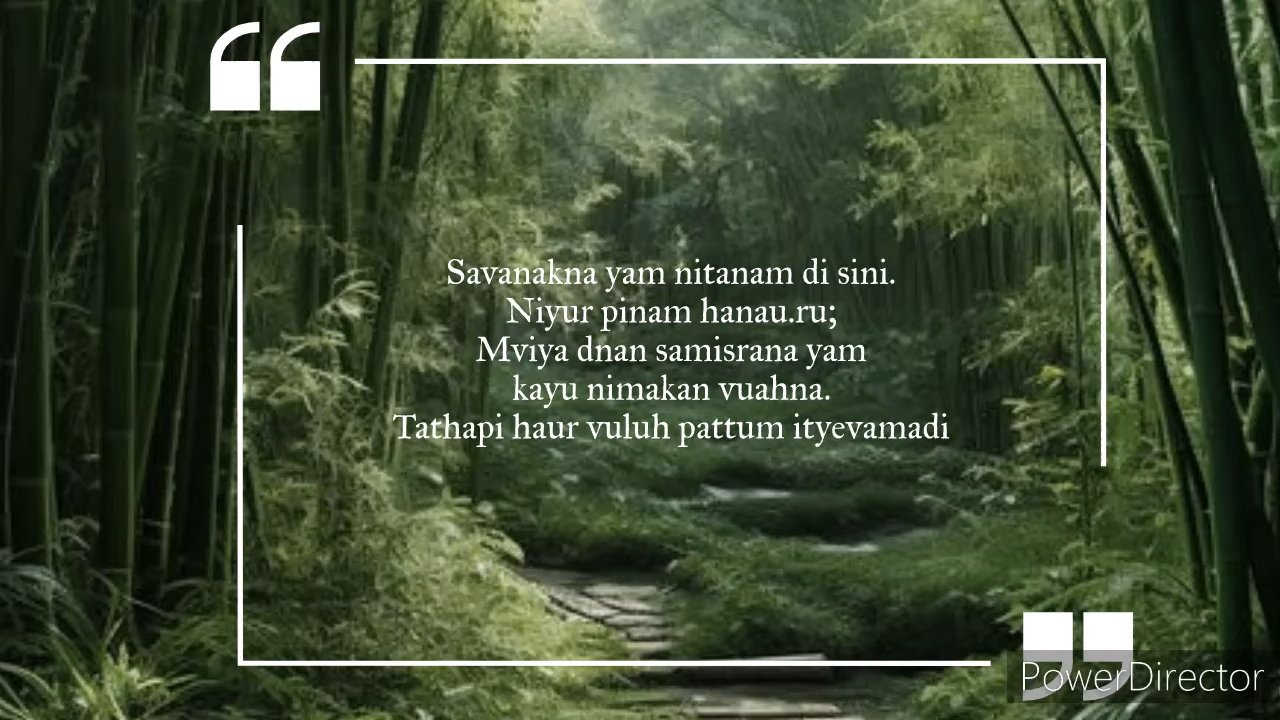 Savanakna yam nitanam di sini.
Niyur pinam hanau.ru;
Mviya dnan samisrana yam
kayu nimakan vuahna.
Tathapi haur vuluh pattum ityevamadi
PowerDirector